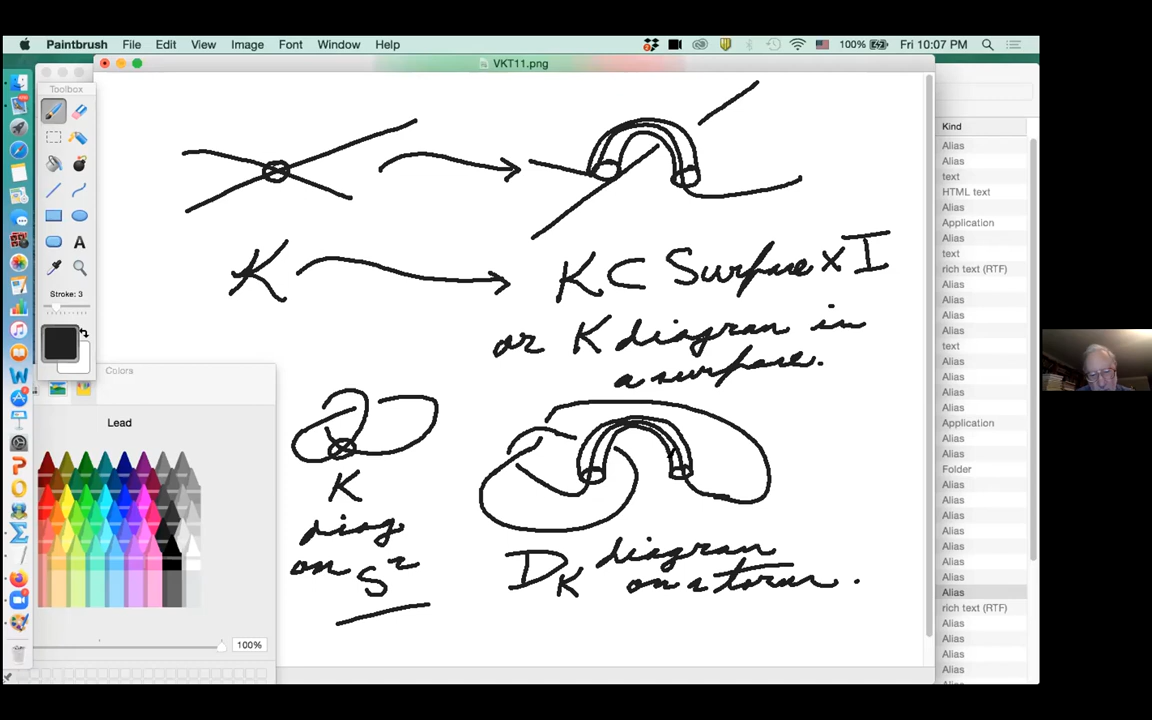 Paintbrush File Edit View Image Font Window Help
100% Fri 10:07 PM
VKT11.png
Toolbox
A
Stroke: 3
Colors
Lead
100%
K
K ⊂ Surface × I
or K diagram in
a surface.
K
diag
on S²
D_K diagram
on a torus.
Kind
Alias
Alias
text
HTML text
Alias
Application
Alias
text
rich text (RTF)
Alias
Alias
Alias
text
Alias
Alias
Alias
Alias
Application
Alias
Alias
Folder
Alias
Alias
Alias
Alias
Alias
Alias
Alias
rich text (RTF)
Alias
Alias
Alias
Alias